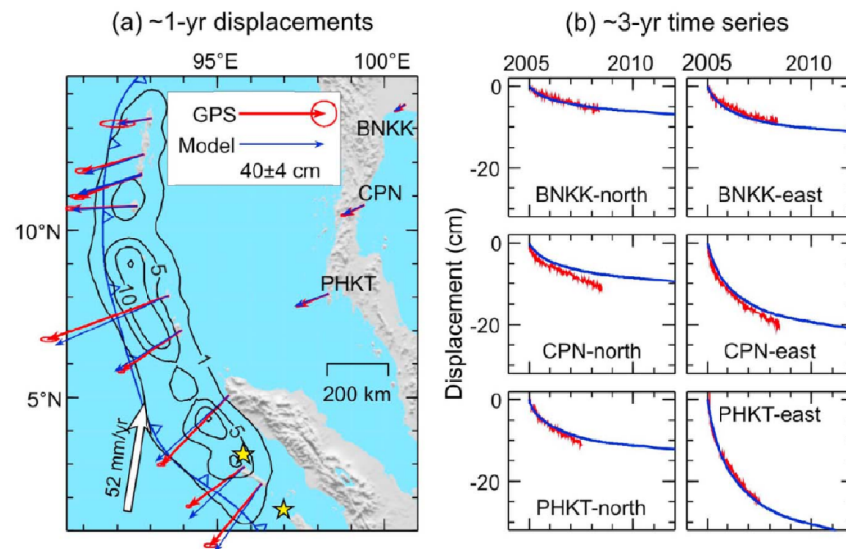 (a) ~1-yr displacements
95°E 100°E
GPS
Model
40±4 cm
BNKK
CPN
10°N
5
10
PHKT
1
200 km
5°N
5
52 mm/yr
(b) ~3-yr time series
2005 2012 2005 2012
Displacement (cm)
0
-20
BNKK-north
BNKK-east
0
-20
CPN-north
CPN-east
0
-20
PHKT-north
PHKT-east